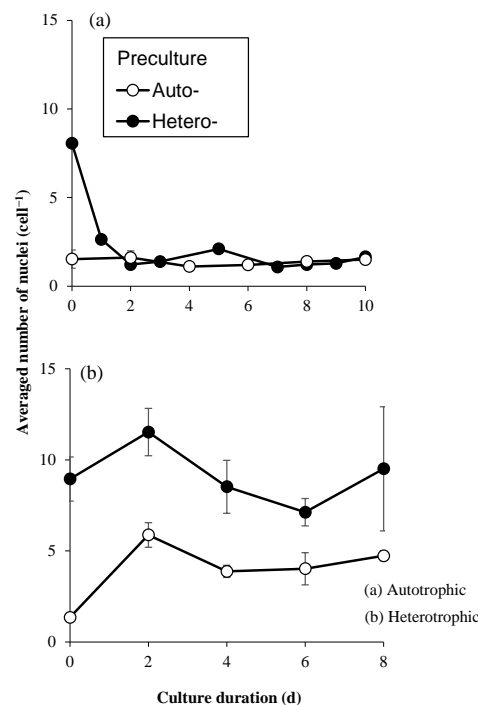 (a)
Preculture
Auto-
Hetero-
15
10
5
0
0 2 4 6 8 10
Averaged number of nuclei (cell⁻¹)
(b)
15
10
5
0
0 2 4 6 8
(a) Autotrophic
(b) Heterotrophic
Culture duration (d)